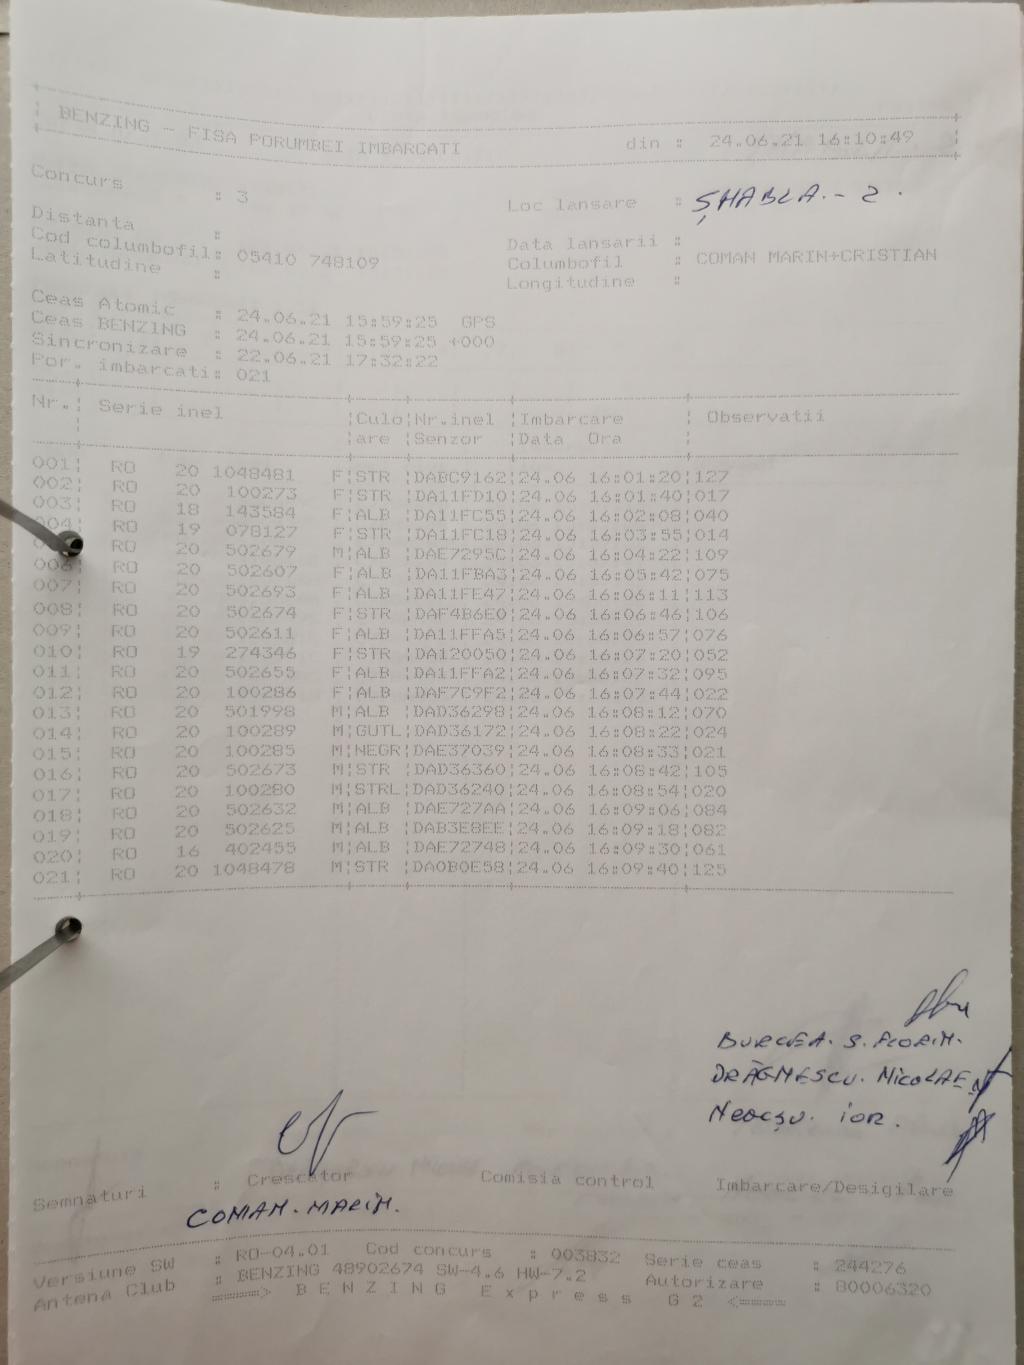 BENZING - FISA PORUMBEI IMBARCATI din : 24.06.21 16:10:49
Concurs : 3 Loc lansare : ȘHABLA.- 2.
Distanta : Data lansarii :
Cod columbofil: 05410 748109 Columbofil : COMAN MARIN+CRISTIAN
Latitudine : Longitudine :
Ceas Atomic : 24.06.21 15:59:25 GPS
Ceas BENZING : 24.06.21 15:59:25 +000
Sincronizare : 22.06.21 17:32:22
Por. imbarcati: 021
Nr.¦ Serie inel ¦Culo¦Nr.inel ¦Imbarcare ¦ Observatii
¦are ¦Senzor ¦Data Ora ¦
001¦ RO 20 1048481 F¦STR ¦DABC9162¦24.06 16:01:20¦127
002¦ RO 20 100273 F¦STR ¦DA11FD10¦24.06 16:01:40¦017
003¦ RO 18 143584 F¦ALB ¦DA11FC55¦24.06 16:02:08¦040
004¦ RO 19 078127 F¦STR ¦DA11FC18¦24.06 16:03:55¦014
RO 20 502679 M¦ALB ¦DAE7295C¦24.06 16:04:22¦109
006¦ RO 20 502607 F¦ALB ¦DA11FBA3¦24.06 16:05:42¦075
007¦ RO 20 502693 F¦ALB ¦DA11FE47¦24.06 16:06:11¦113
008¦ RO 20 502674 F¦STR ¦DAF4B6E0¦24.06 16:06:46¦106
009¦ RO 20 502611 F¦ALB ¦DA11FFA5¦24.06 16:06:57¦076
010¦ RO 19 274346 F¦STR ¦DA120050¦24.06 16:07:20¦052
011¦ RO 20 502655 F¦ALB ¦DA11FFA2¦24.06 16:07:32¦095
012¦ RO 20 100286 F¦ALB ¦DAF7C9F2¦24.06 16:07:44¦022
013¦ RO 20 501998 M¦ALB ¦DAD36298¦24.06 16:08:12¦070
014¦ RO 20 100289 M¦GUTL¦DAD36172¦24.06 16:08:22¦024
015¦ RO 20 100285 M¦NEGR¦DAE37039¦24.06 16:08:33¦021
016¦ RO 20 502673 M¦STR ¦DAD36360¦24.06 16:08:42¦105
017¦ RO 20 100280 M¦STRL¦DAD36240¦24.06 16:08:54¦020
018¦ RO 20 502632 M¦ALB ¦DAE727AA¦24.06 16:09:06¦084
019¦ RO 20 502625 M¦ALB ¦DAB3E8EE¦24.06 16:09:18¦082
020¦ RO 16 402455 M¦ALB ¦DAE72748¦24.06 16:09:30¦061
021¦ RO 20 1048478 M¦STR ¦DA0B0E58¦24.06 16:09:40¦125
BURCEA. S. FLORIN.
DRĂGNESCU. NICOLAE
Neacșu. ion.
Semnaturi : Crescator Comisia control Imbarcare/Desigilare
COMAN. MARIN.
Versiune SW : RO-04.01 Cod concurs : 003832 Serie ceas : 244276
Antena Club : BENZING 48902674 SW-4.6 HW-7.2 Autorizare : 80006320
=====> B E N Z I N G E x p r e s s G 2 <=====